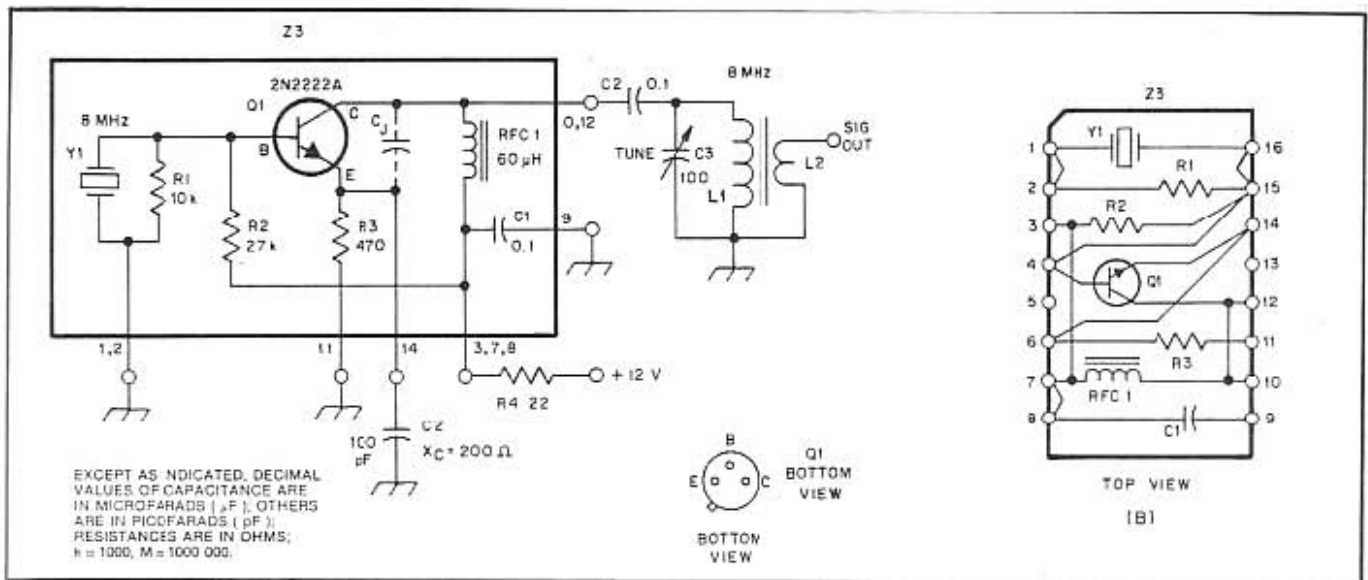 Z3
2N2222A
Q1
C
B
E
8 MHz
Y1
R1
10 k
R2
27 k
R3
470
CJ
RFC 1
60 µH
C1
0.1
9
0,12
C2
0.1
8 MHz
TUNE
C3
100
L1
L2
SIG
OUT
1,2
11
14
3,7,8
R4 22
+12 V
100
pF
C2
XC = 200 Ω
EXCEPT AS NDICATED, DECIMAL
VALUES OF CAPACITANCE ARE
IN MICROFARADS ( µF ); OTHERS
ARE IN PICOFARADS ( pF );
RESISTANCES ARE IN OHMS;
k = 1000, M = 1000 000.
B
E
C
Q1
BOTTOM
VIEW
BOTTOM
VIEW
Z3
1
Y1
16
2
R1
15
3
R2
14
4
Q1
13
5
12
6
R3
11
7
RFC 1
10
8
C1
9
TOP VIEW
(B)